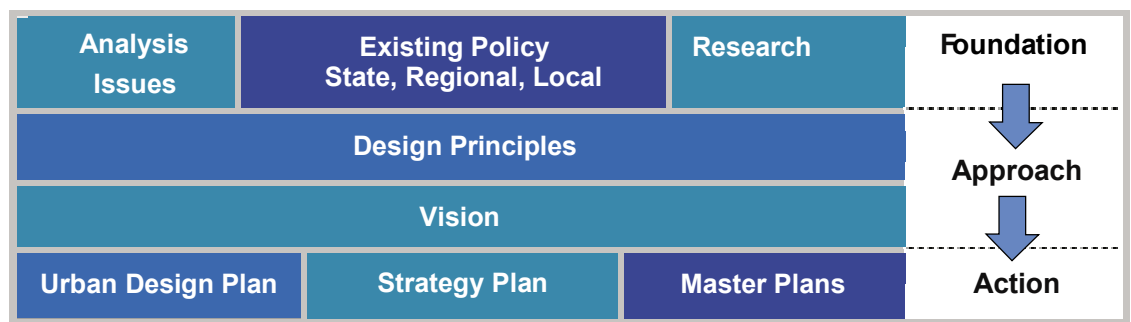 Analysis
Issues
Existing Policy
State, Regional, Local
Research
Foundation
Design Principles
Approach
Vision
Urban Design Plan
Strategy Plan
Master Plans
Action